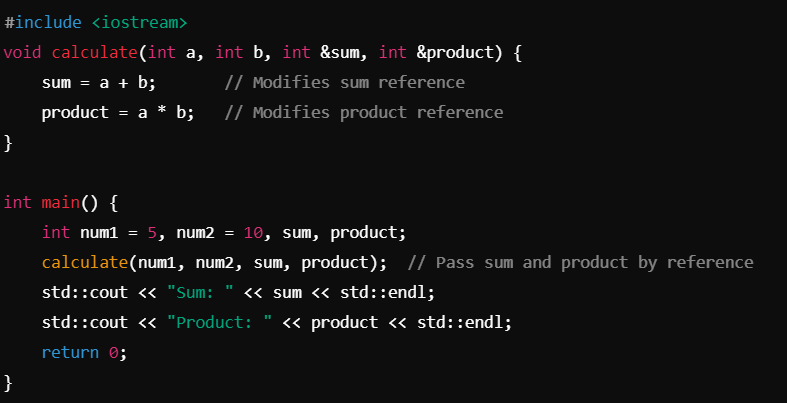 #include <iostream>
void calculate(int a, int b, int &sum, int &product) {
    sum = a + b;       // Modifies sum reference
    product = a * b;   // Modifies product reference
}

int main() {
    int num1 = 5, num2 = 10, sum, product;
    calculate(num1, num2, sum, product);  // Pass sum and product by reference
    std::cout << "Sum: " << sum << std::endl;
    std::cout << "Product: " << product << std::endl;
    return 0;
}